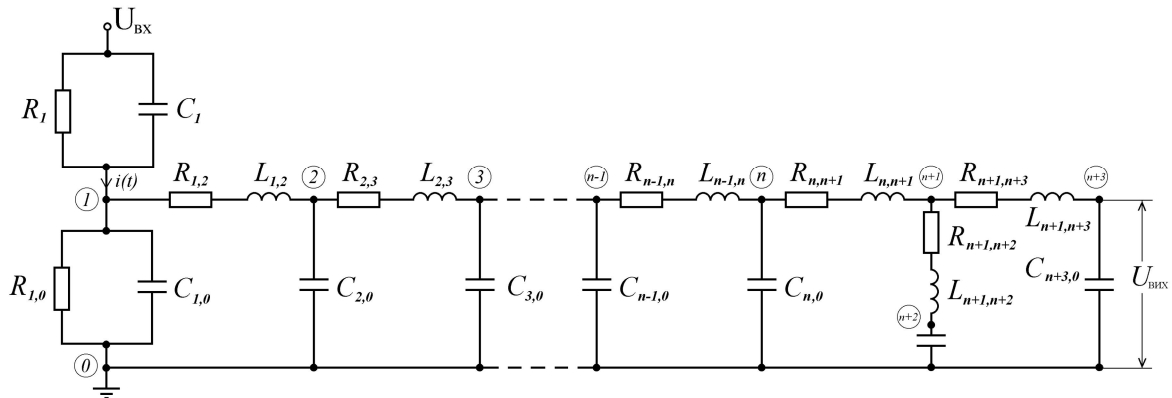 U_ВХ
R_1
C_1
i(t)
R_1,2
L_1,2
2
R_2,3
L_2,3
3
n-1
R_n-1,n
L_n-1,n
n
R_n,n+1
L_n,n+1
n+1
R_n+1,n+3
n+3
L_n+1,n+3
1
R_n+1,n+2
R_1,0
C_1,0
C_2,0
C_3,0
C_n-1,0
C_n,0
L_n+1,n+2
C_n+3,0
U_ВИХ
n+2
0